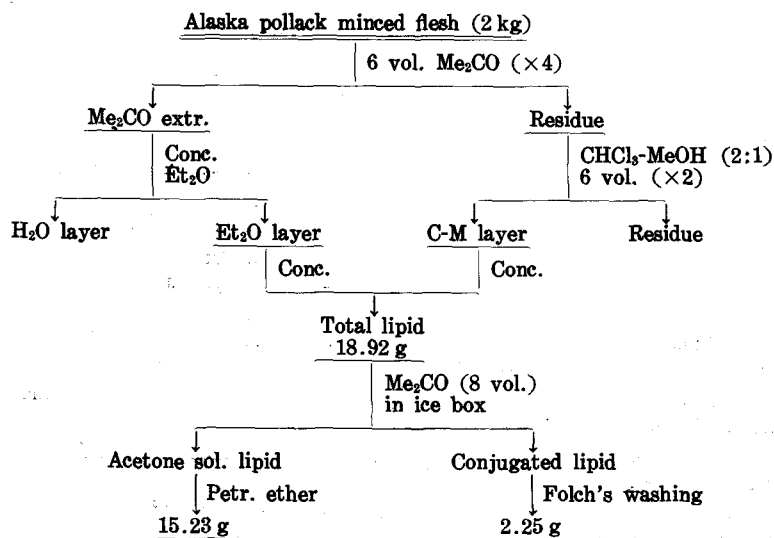 Alaska pollack minced flesh (2 kg)
6 vol. Me₂CO (×4)
Me₂CO extr.
Residue
Conc.
Et₂O
CHCl₃-MeOH (2:1)
6 vol. (×2)
H₂O layer
Et₂O layer
C-M layer
Residue
Conc.
Conc.
Total lipid
18.92 g
Me₂CO (8 vol.)
in ice box
Acetone sol. lipid
Conjugated lipid
Petr. ether
Folch's washing
15.23 g
2.25 g